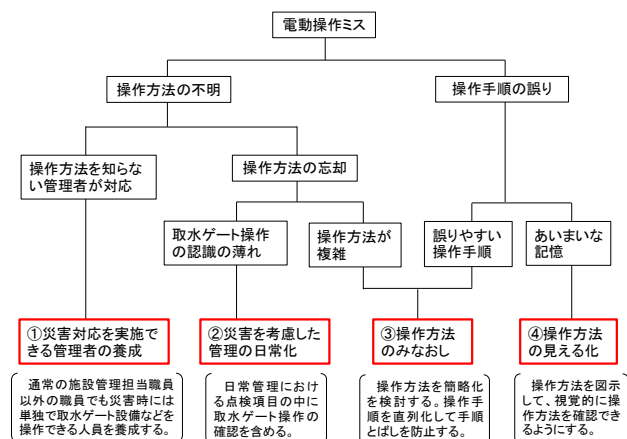 電動操作ミス
操作方法の不明
操作手順の誤り
操作方法を知らな
い管理者が対応
操作方法の忘却
取水ゲート操作
の認識の薄れ
操作方法が
複雑
誤りやすい
操作手順
あいまいな
記憶
①災害対応を実施で
きる管理者の養成
②災害を考慮した
管理の日常化
③操作方法
のみなおし
④操作方法
の見える化
通常の施設管理担当職員
以外の職員でも災害時には
単独で取水ゲート設備などを
操作できる人員を養成する。
日常管理における
点検項目の中に
取水ゲート操作の
確認を含める。
操作方法を簡略化
を検討する。操作手
順を直列化して手順
とばしを防止する。
操作方法を図示
して、視覚的に操
作方法を確認でき
るようにする。